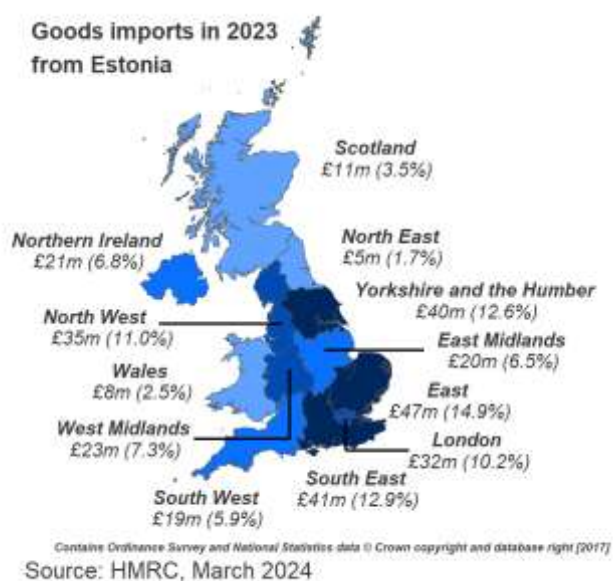 Goods imports in 2023
from Estonia
Scotland
£11m (3.5%)
Northern Ireland
£21m (6.8%)
North East
£5m (1.7%)
Yorkshire and the Humber
£40m (12.6%)
North West
£35m (11.0%)
East Midlands
£20m (6.5%)
Wales
£8m (2.5%)
East
£47m (14.9%)
West Midlands
£23m (7.3%)
London
£32m (10.2%)
South East
£41m (12.9%)
South West
£19m (5.9%)
Contains Ordinance Survey and National Statistics data © Crown copyright and database right [2017]
Source: HMRC, March 2024